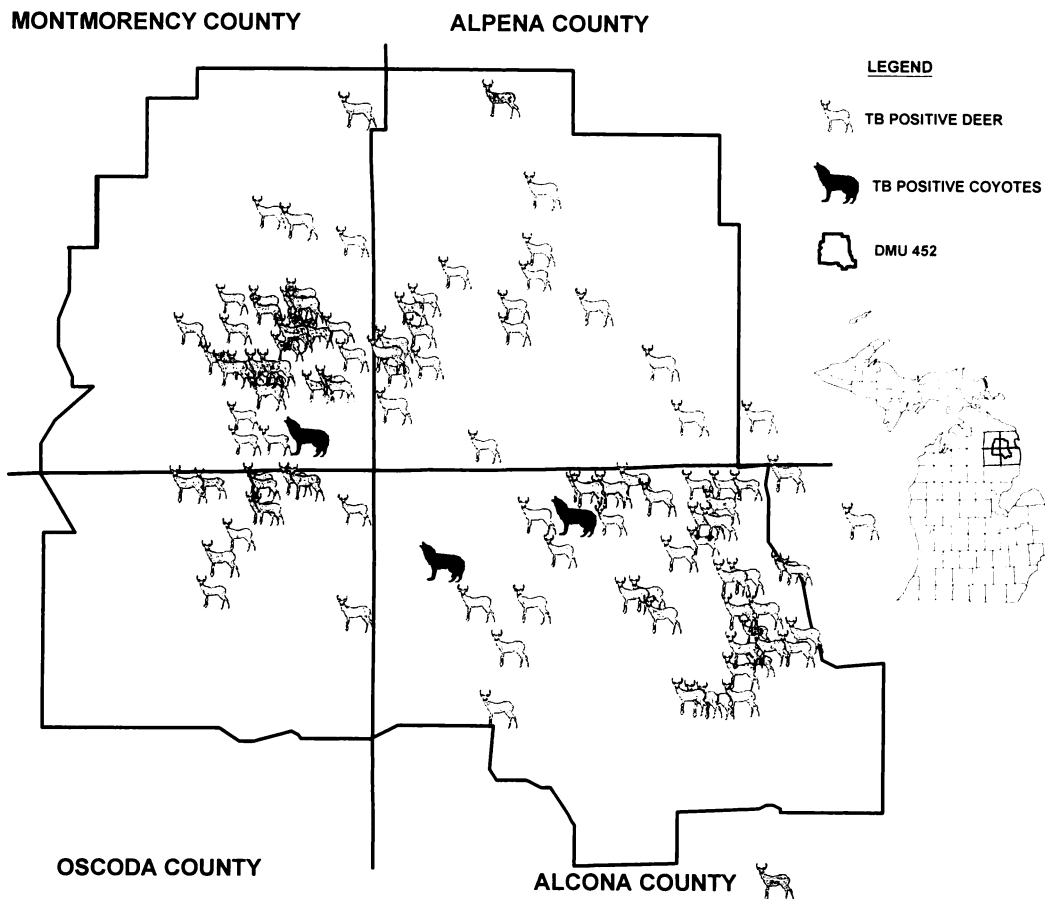 MONTMORENCY COUNTY
ALPENA COUNTY
LEGEND
TB POSITIVE DEER
TB POSITIVE COYOTES
DMU 452
OSCODA COUNTY
ALCONA COUNTY